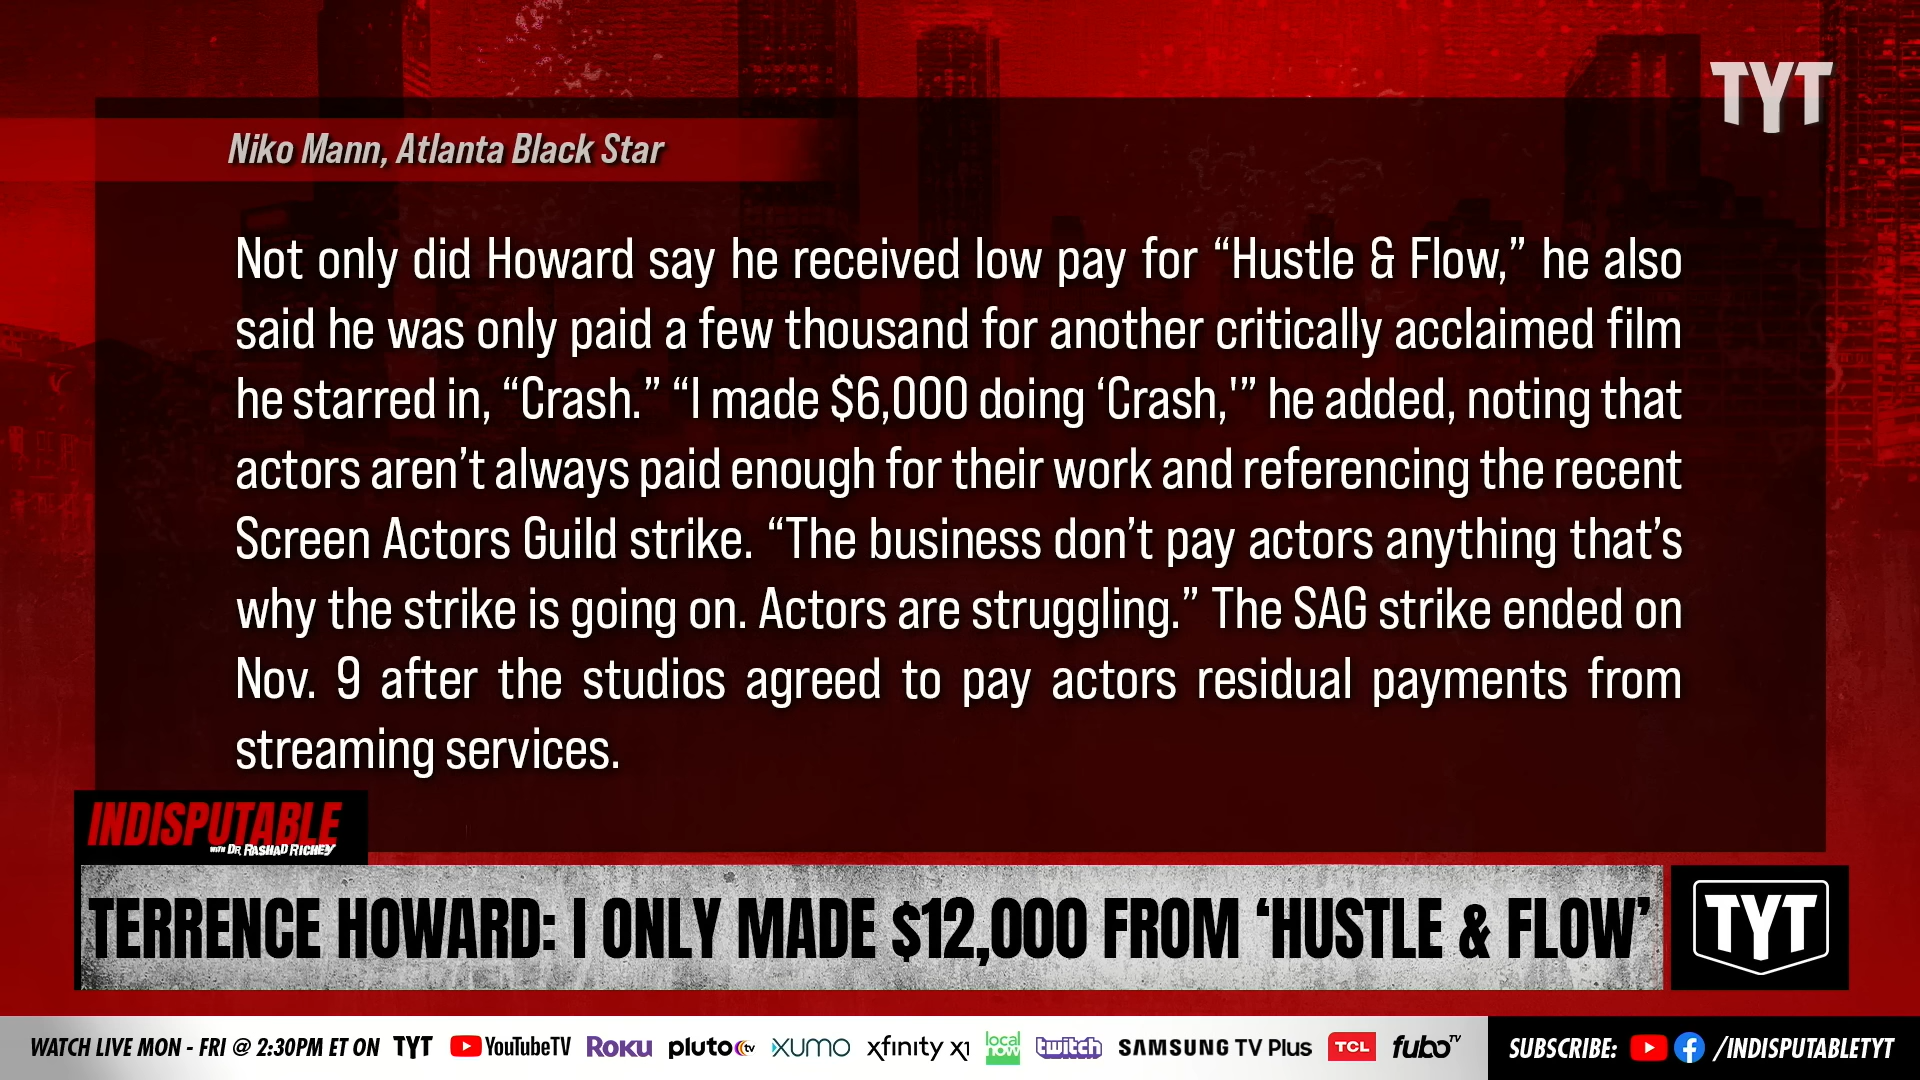 TYT
Niko Mann, Atlanta Black Star
Not only did Howard say he received low pay for “Hustle & Flow,” he also
said he was only paid a few thousand for another critically acclaimed film
he starred in, “Crash.” “I made $6,000 doing ‘Crash,'” he added, noting that
actors aren’t always paid enough for their work and referencing the recent
Screen Actors Guild strike. “The business don’t pay actors anything that’s
why the strike is going on. Actors are struggling.” The SAG strike ended on
Nov. 9 after the studios agreed to pay actors residual payments from
streaming services.
INDISPUTABLE
WITH DR RASHAD RICHEY
TERRENCE HOWARD: I ONLY MADE $12,000 FROM ‘HUSTLE & FLOW’
TYT
WATCH LIVE MON - FRI @ 2:30PM ET ON TYT YouTubeTV ROKU pluto tv XUMO xfinity x1 local now twitch SAMSUNG TV Plus TCL fuboTV SUBSCRIBE: /INDISPUTABLETYT